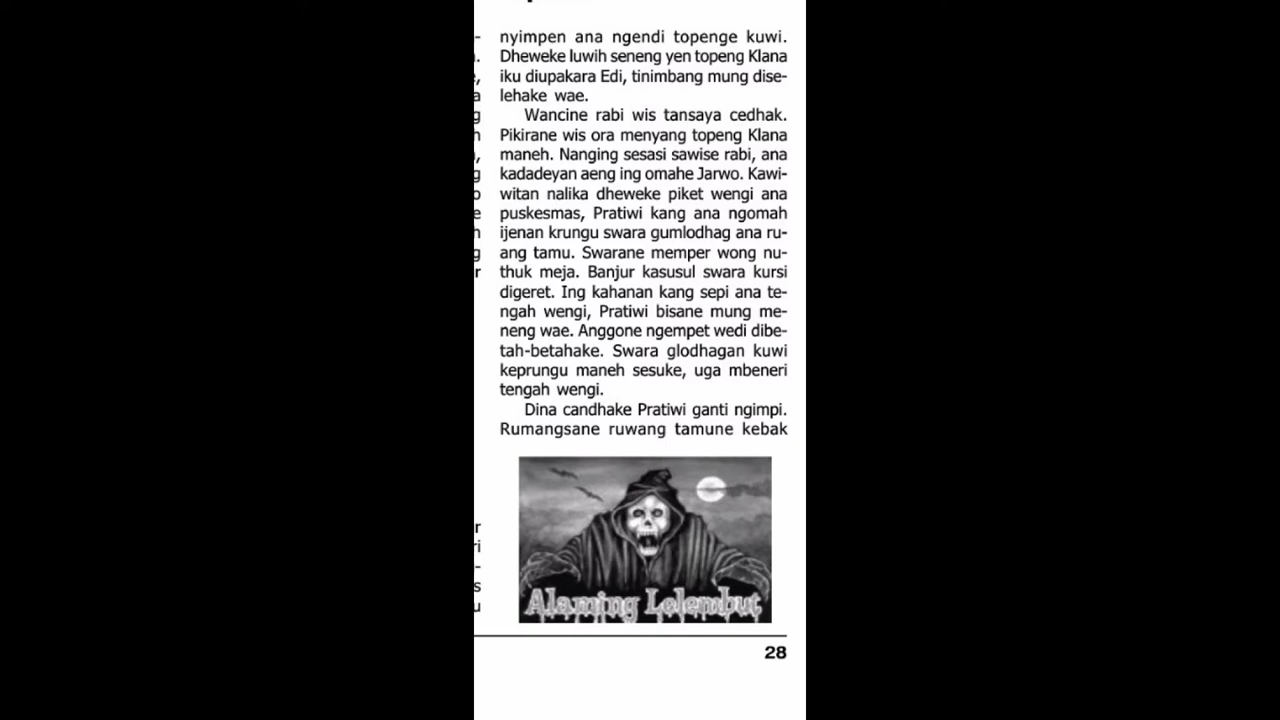 nyimpen ana ngendi topenge kuwi.
Dheweke luwih seneng yen topeng Klana
iku diupakara Edi, tinimbang mung dise-
lehake wae.
Wancine rabi wis tansaya cedhak.
Pikirane wis ora menyang topeng Klana
maneh. Nanging sesasi sawise rabi, ana
kadadeyan aeng ing omahe Jarwo. Kawi-
witan nalika dheweke piket wengi ana
puskesmas, Pratiwi kang ana ngomah
ijenan krungu swara gumlodhag ana ru-
ang tamu. Swarane memper wong nu-
thuk meja. Banjur kasusul swara kursi
digeret. Ing kahanan kang sepi ana te-
ngah wengi, Pratiwi bisane mung me-
neng wae. Anggone ngempet wedi dibe-
tah-betahake. Swara glodhagan kuwi
keprungu maneh sesuke, uga mbeneri
tengah wengi.
Dina candhake Pratiwi ganti ngimpi.
Rumangsane ruwang tamune kebak
Alaming Lelembut
28